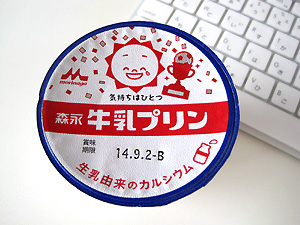 morinaga
気持ちはひとつ
森永 牛乳プリン
賞味
期限
14.9.2-B
生乳由来のカルシウム